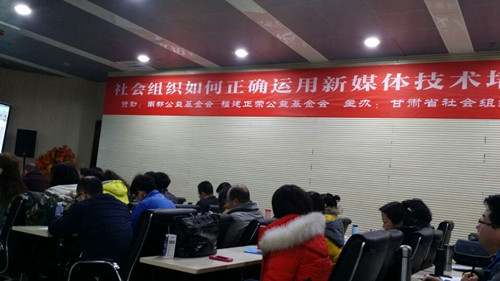 社会组织如何正确运用新媒体技术培
资助：南都公益基金会 福建正荣公益基金会 主办：甘肃省社会组织